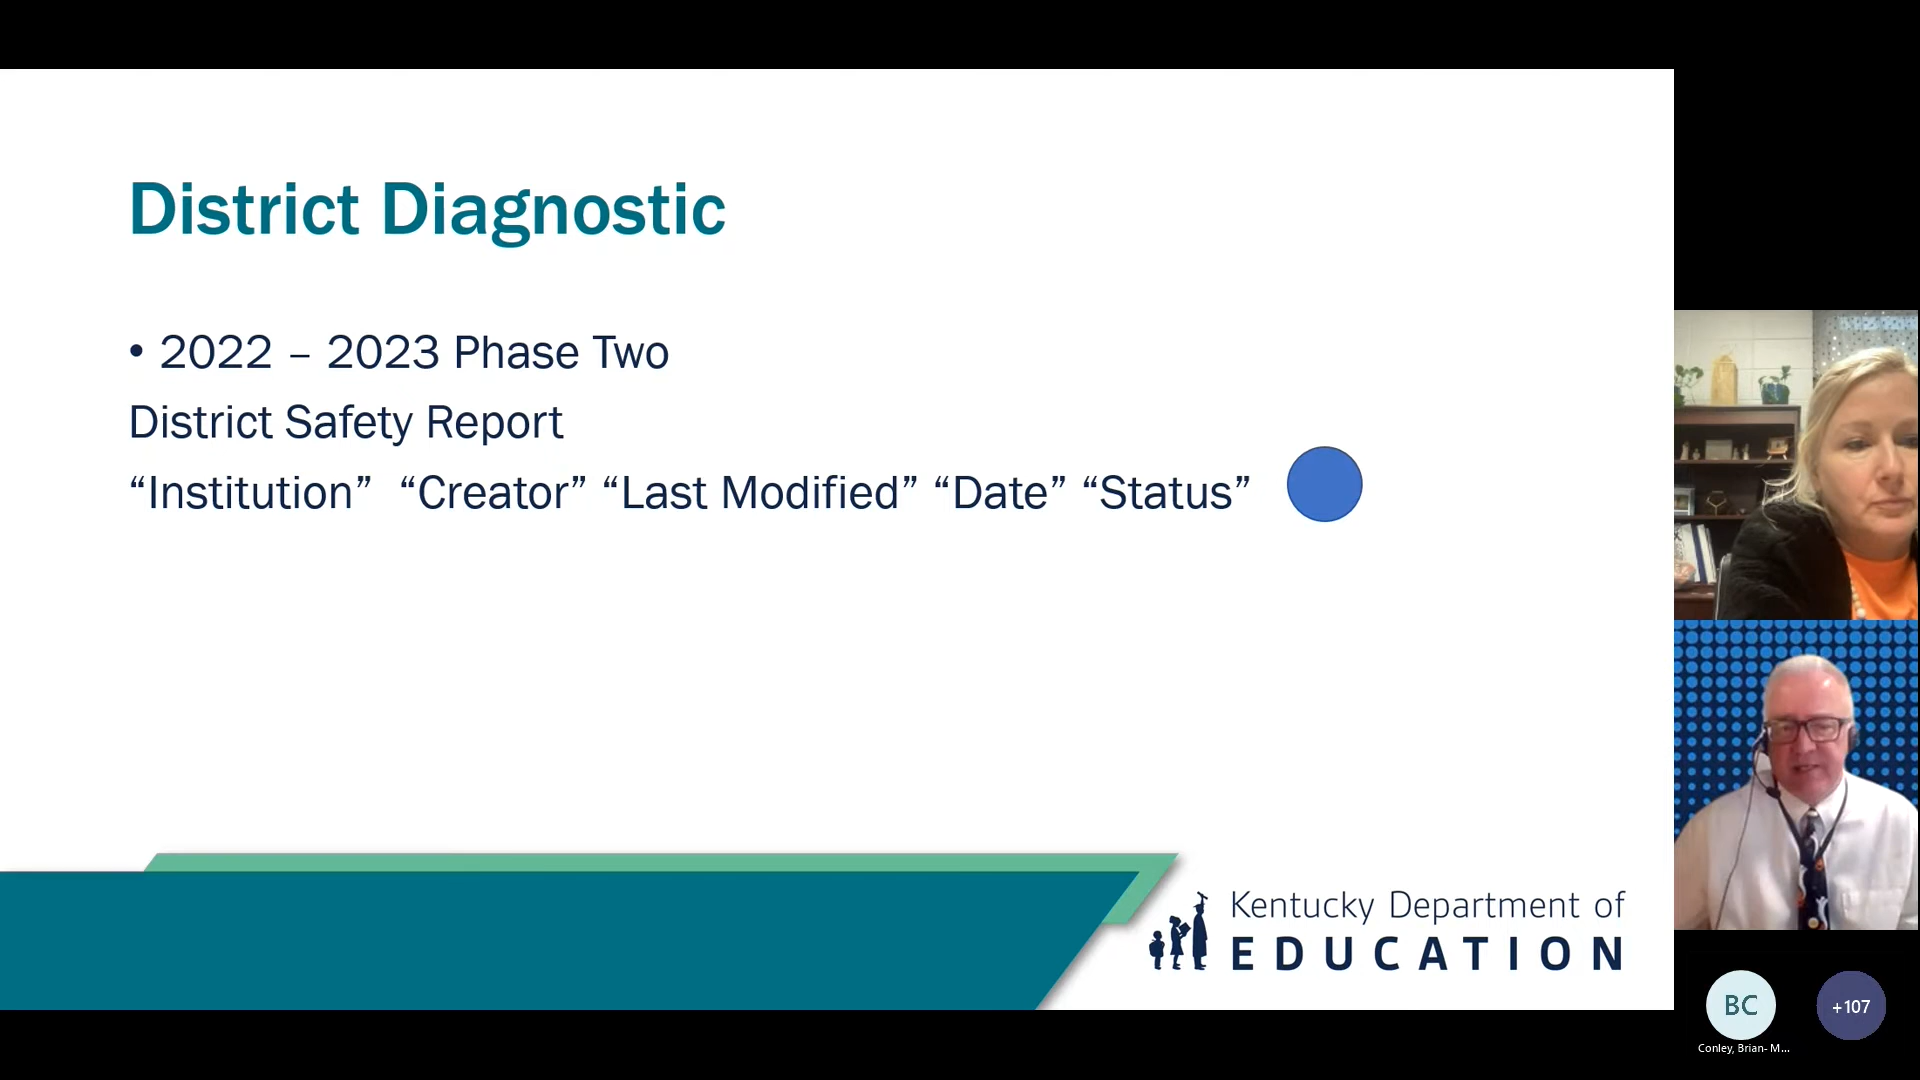 District Diagnostic
• 2022 – 2023 Phase Two
District Safety Report
“Institution”  “Creator” “Last Modified” “Date” “Status”
Kentucky Department of
EDUCATION
BC
+107
Conley, Brian- M...